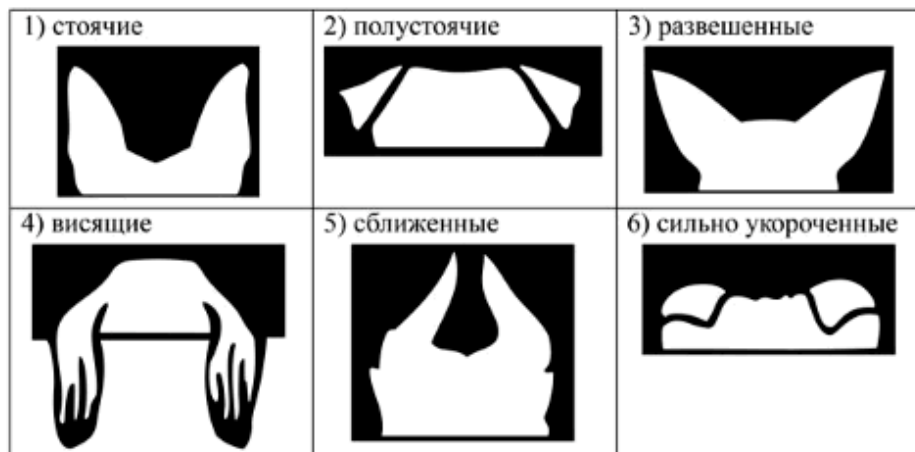 1) стоячие
2) полустоячие
3) развешенные
4) висящие
5) сближенные
6) сильно укороченные